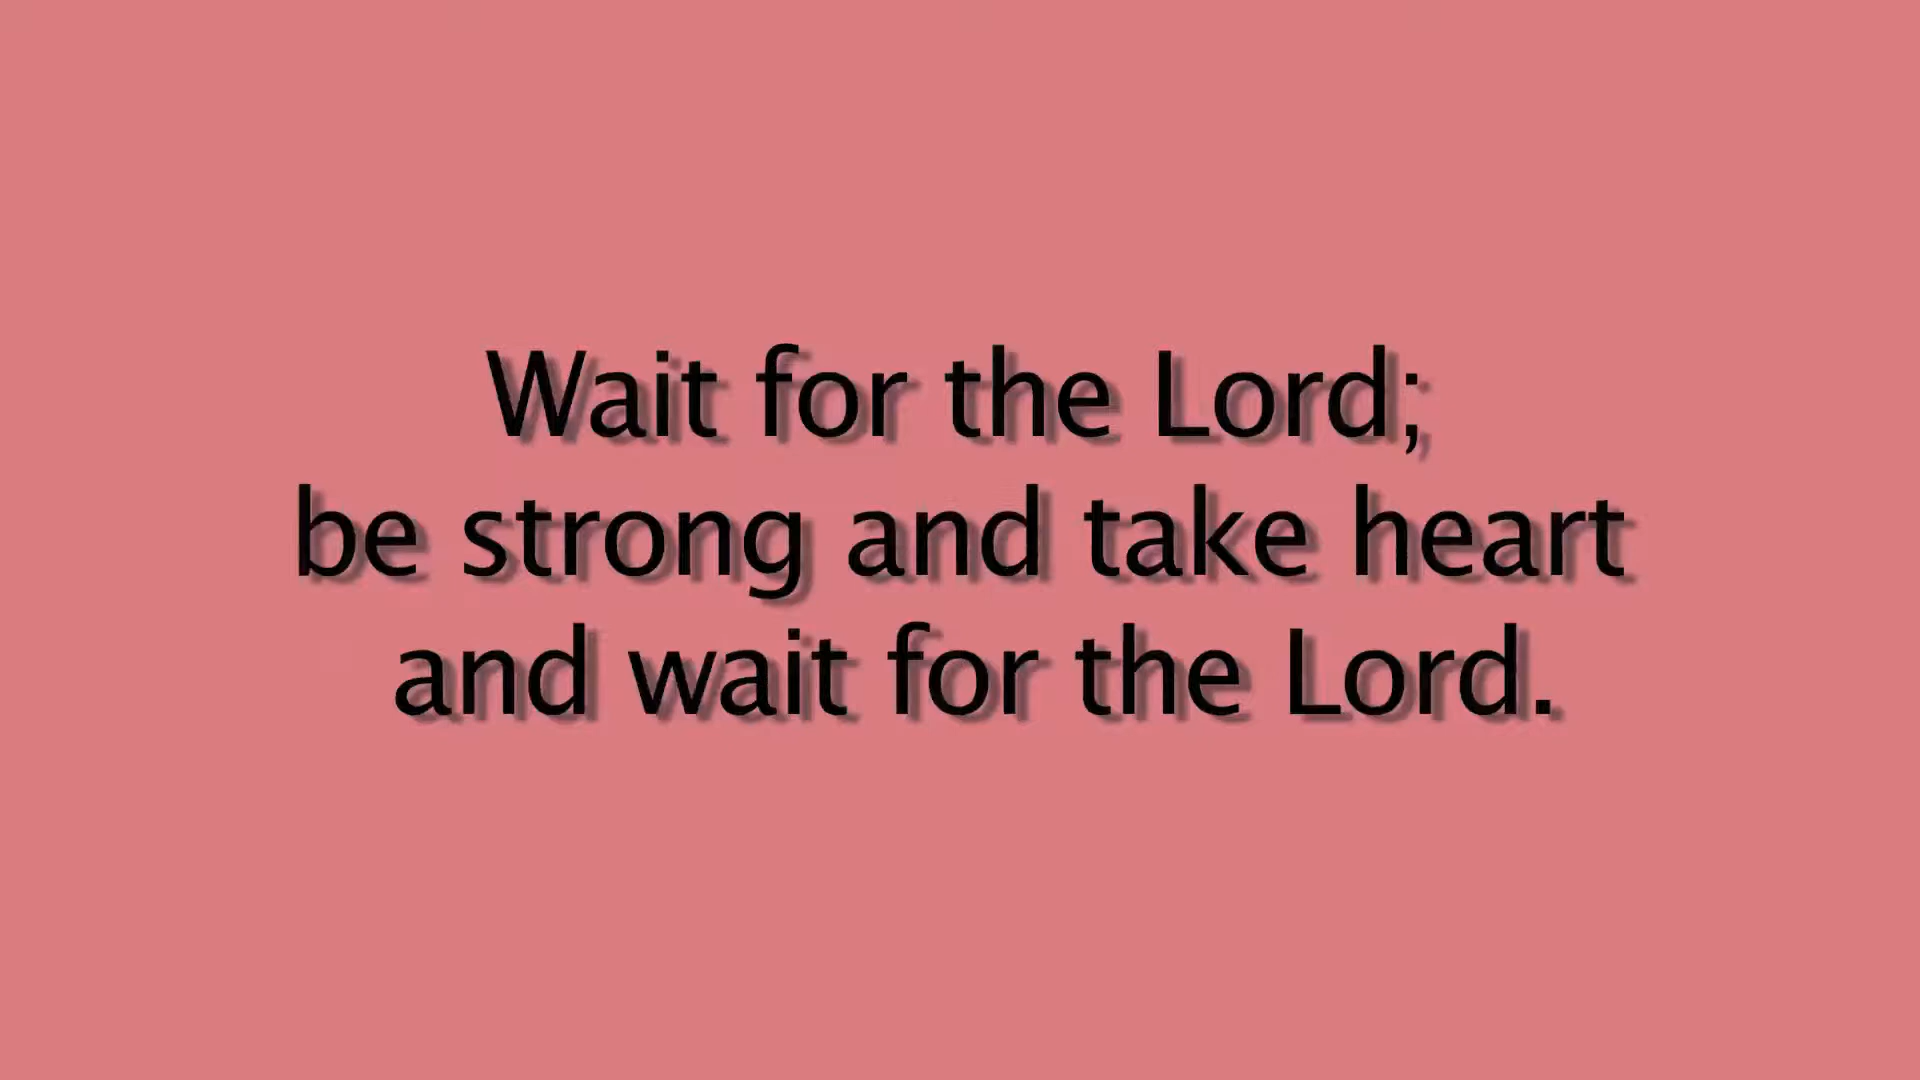 Wait for the Lord;
be strong and take heart
and wait for the Lord.